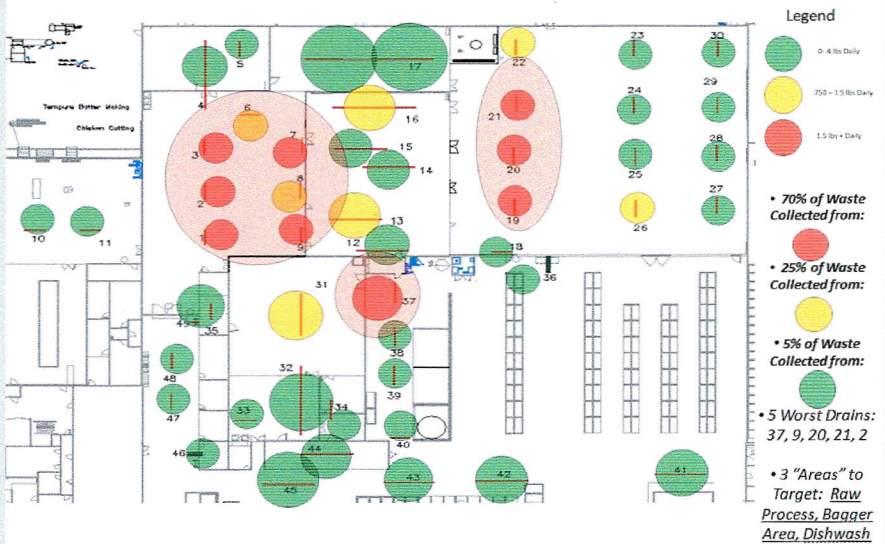 Legend
0-.4 lbs Daily
.750 - 1.5 lbs Daily
1.5 lbs + Daily
• 70% of Waste
Collected from:
• 25% of Waste
Collected from:
• 5% of Waste
Collected from:
• 5 Worst Drains:
37, 9, 20, 21, 2
• 3 "Areas" to
Target: Raw
Process, Bagger
Area, Dishwash
Tempura Batter Making
Chicken Cutting
5
17
22
23
30
4
6
16
21
24
29
3
7
15
14
20
25
28
2
8
13
19
26
27
10
11
1
9
12
18
36
31
37
49
35
38
48
32
39
47
33
34
40
46
44
45
43
42
41